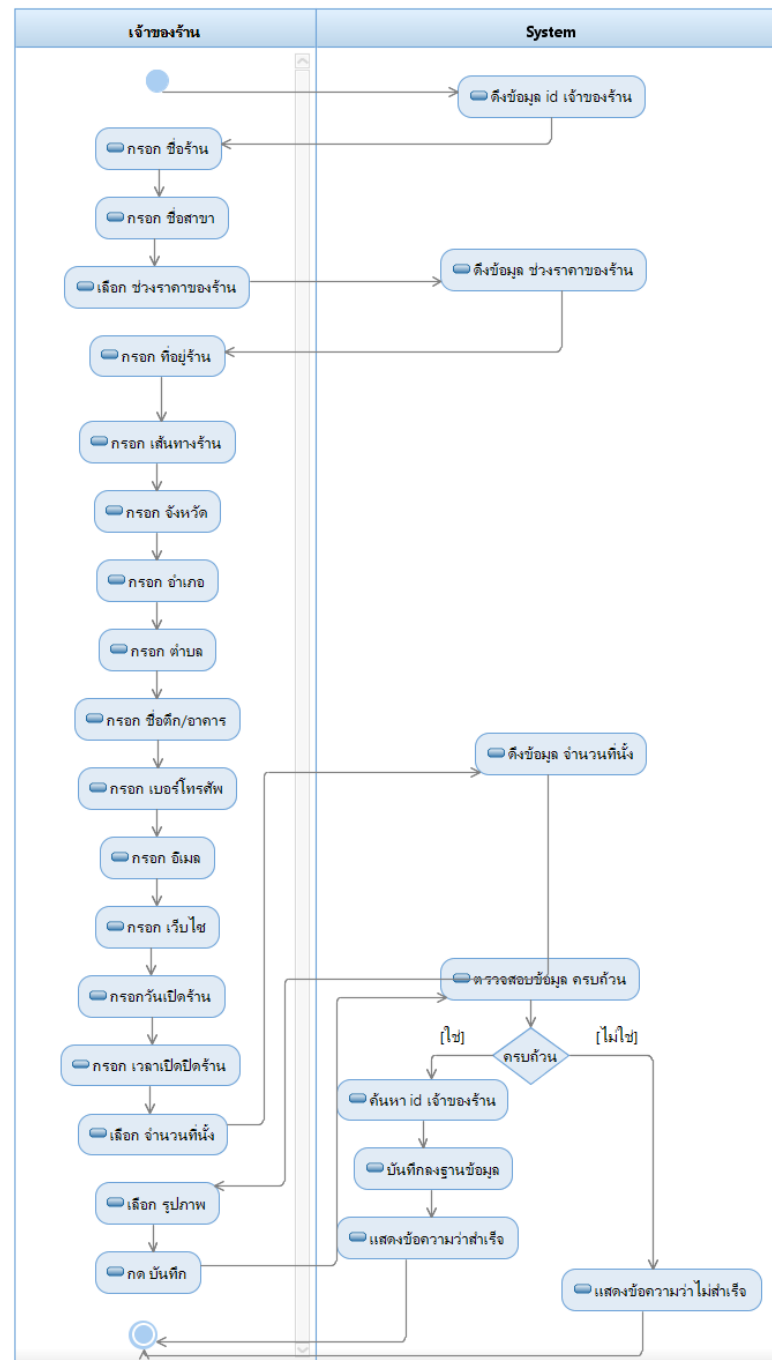 เจ้าของร้าน
System
ดึงข้อมูล id เจ้าของร้าน
กรอก ชื่อร้าน
กรอก ชื่อสาขา
เลือก ช่วงราคาของร้าน
ดึงข้อมูล ช่วงราคาของร้าน
กรอก ที่อยู่ร้าน
กรอก เส้นทางร้าน
กรอก จังหวัด
กรอก อำเภอ
กรอก ตำบล
กรอก ชื่อตึก/อาคาร
ดึงข้อมูล จำนวนที่นั้ง
กรอก เบอร์โทรศัพ
กรอก อีเมล
กรอก เว็บไซ
ตรวจสอบข้อมูล ครบถ้วน
กรอกวันเปิดร้าน
[ใช่]
[ไม่ใช่]
ครบถ้วน
กรอก เวลาเปิดปิดร้าน
ค้นหา id เจ้าของร้าน
เลือก จำนวนที่นั้ง
บันทึกลงฐานข้อมูล
เลือก รูปภาพ
แสดงข้อความว่าสำเร็จ
กด บันทึก
แสดงข้อความว่าไม่สำเร็จ